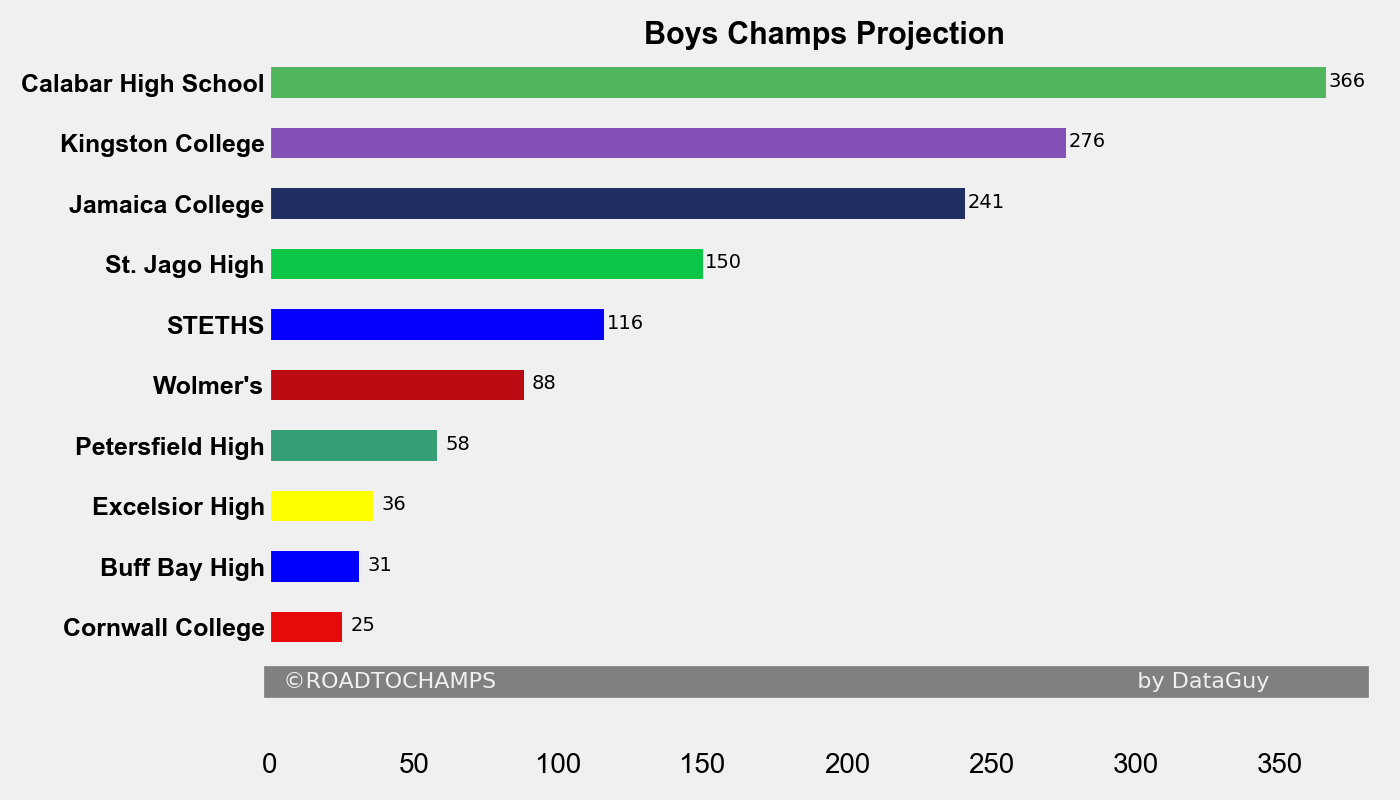 Boys Champs Projection
Calabar High School 366
Kingston College 276
Jamaica College 241
St. Jago High 150
STETHS 116
Wolmer's 88
Petersfield High 58
Excelsior High 36
Buff Bay High 31
Cornwall College 25
©ROADTOCHAMPS by DataGuy
0 50 100 150 200 250 300 350